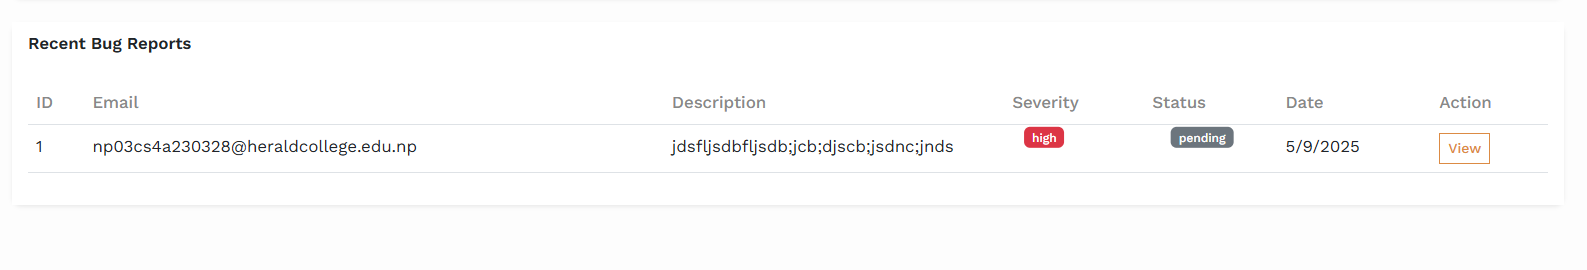 Recent Bug Reports
ID Email Description Severity Status Date Action
1 np03cs4a230328@heraldcollege.edu.np jdsfljsdbfljsdb;jcb;djscb;jsdnc;jnds high pending 5/9/2025 View